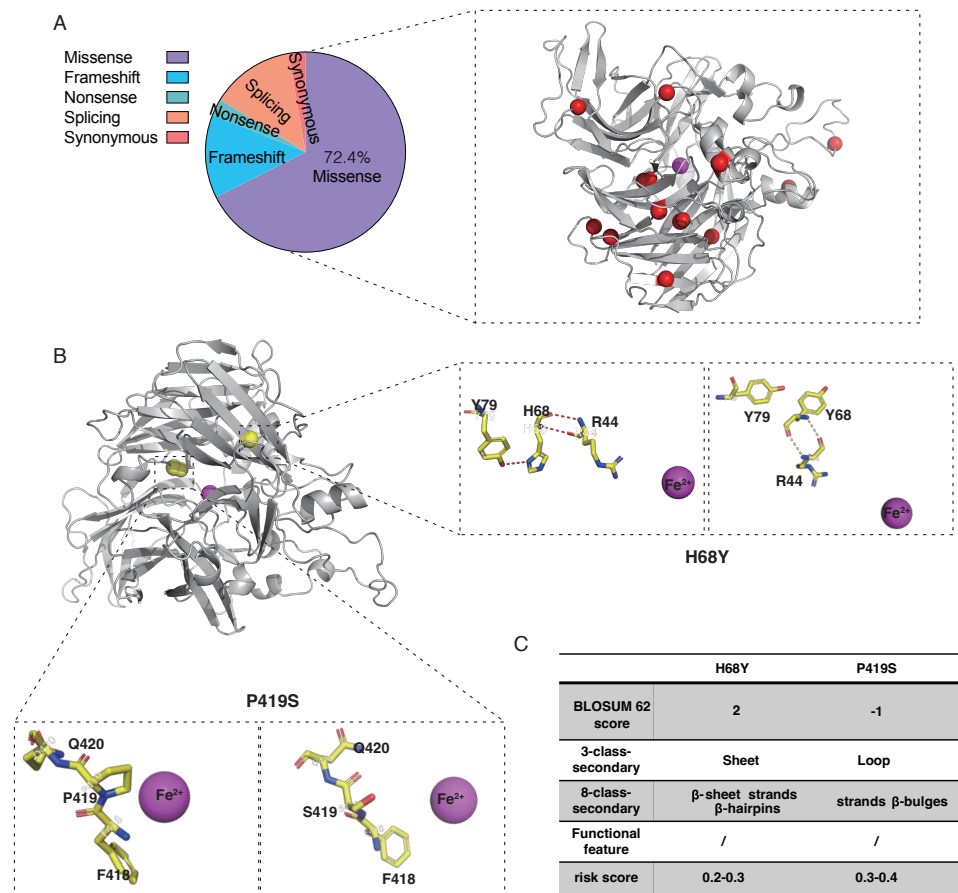 A
Missense
Frameshift
Nonsense
Splicing
Synonymous
Synonymous
Splicing
Nonsense
Frameshift
72.4%
Missense
B
Y79
H68
R44
Fe²⁺
Y79
Y68
R44
Fe²⁺
H68Y
P419S
Q420
P419
Fe²⁺
F418
Q420
S419
Fe²⁺
F418
C
H68Y P419S
BLOSUM 62 score 2 -1
3-class-secondary Sheet Loop
8-class-secondary β-sheet strands β-hairpins strands β-bulges
Functional feature / /
risk score 0.2-0.3 0.3-0.4